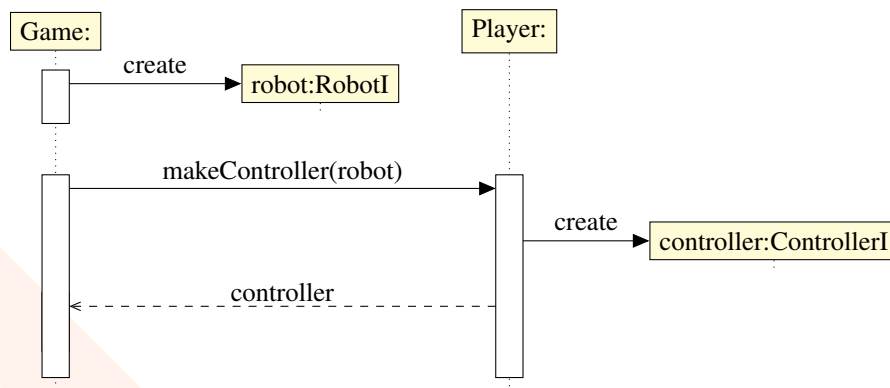 Game:
Player:
create
robot:RobotI
makeController(robot)
create
controller:ControllerI
controller